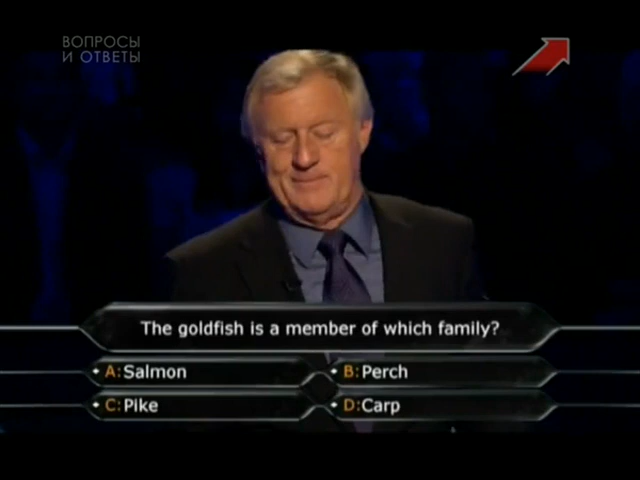 ВОПРОСЫ
И ОТВЕТЫ
The goldfish is a member of which family?
A: Salmon
B: Perch
C: Pike
D: Carp